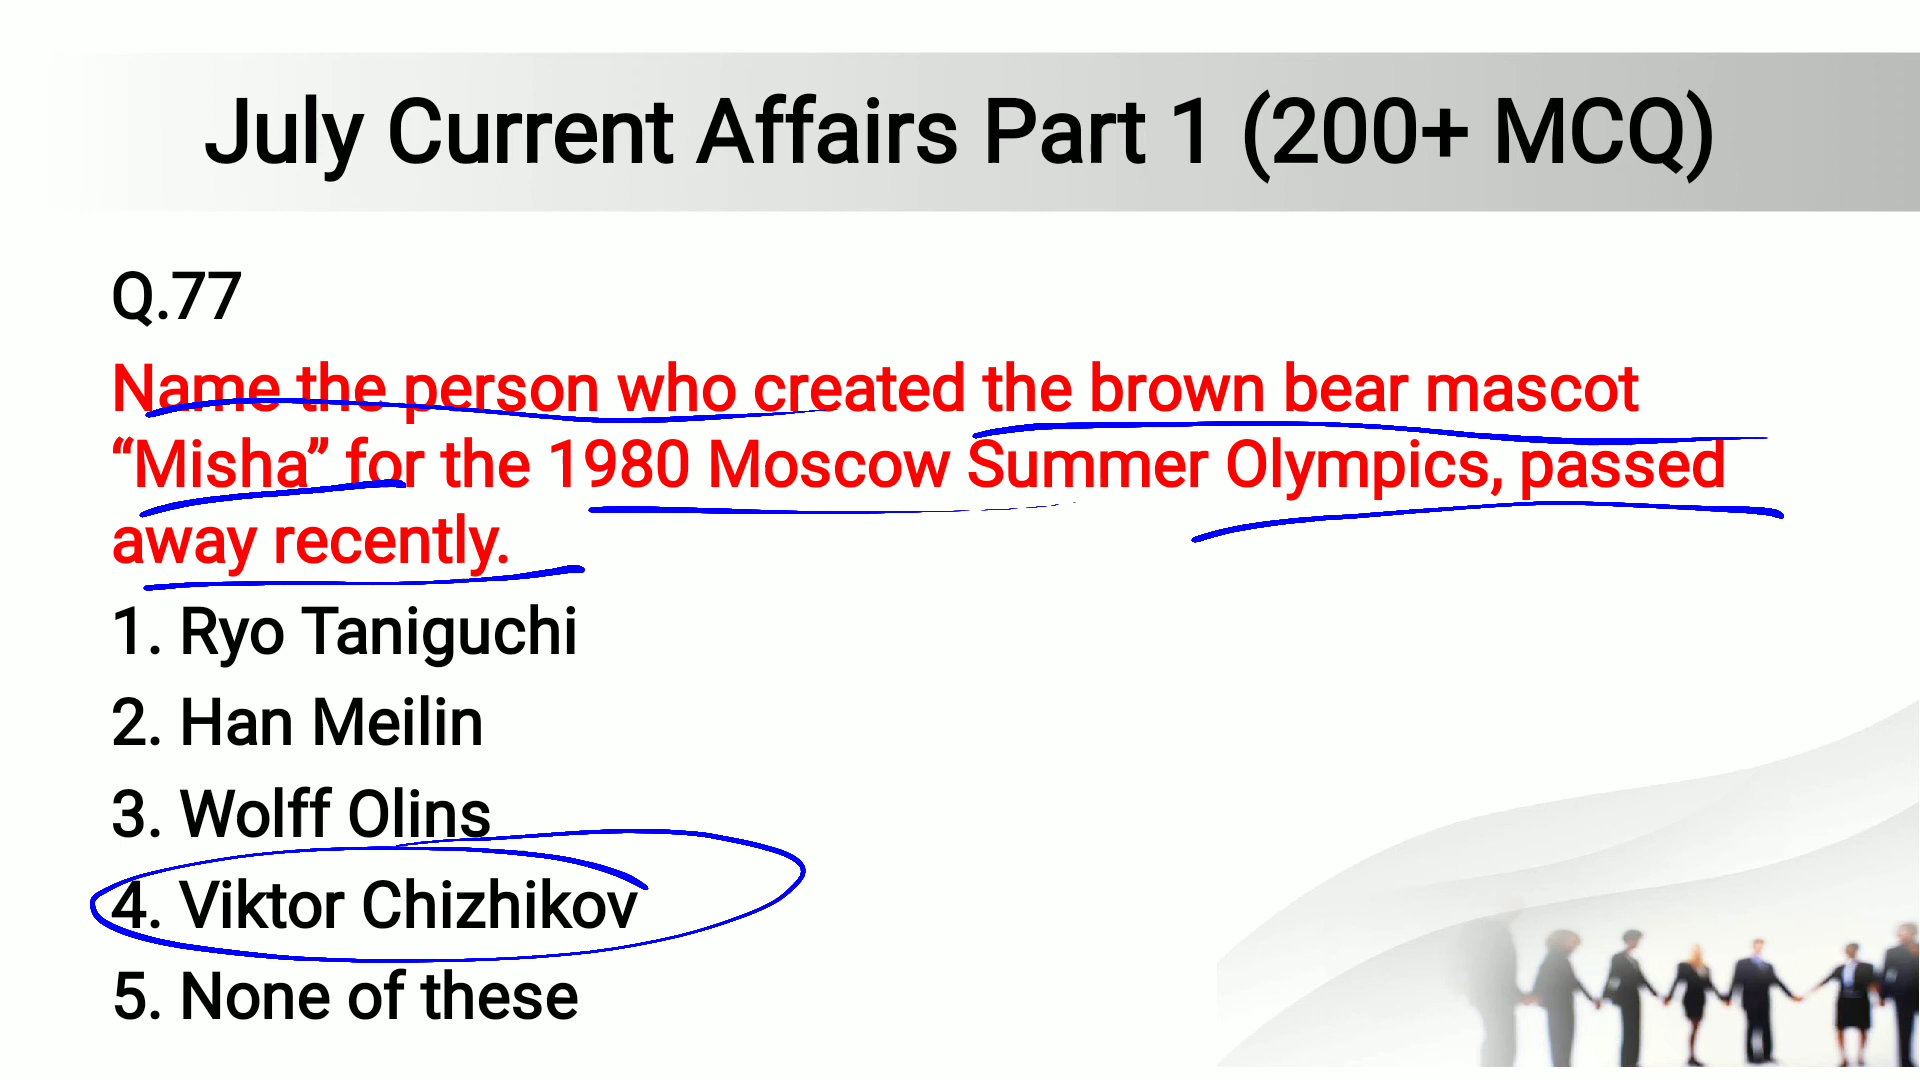 July Current Affairs Part 1 (200+ MCQ)
Q.77
Name the person who created the brown bear mascot
“Misha” for the 1980 Moscow Summer Olympics, passed
away recently.
1. Ryo Taniguchi
2. Han Meilin
3. Wolff Olins
4. Viktor Chizhikov
5. None of these